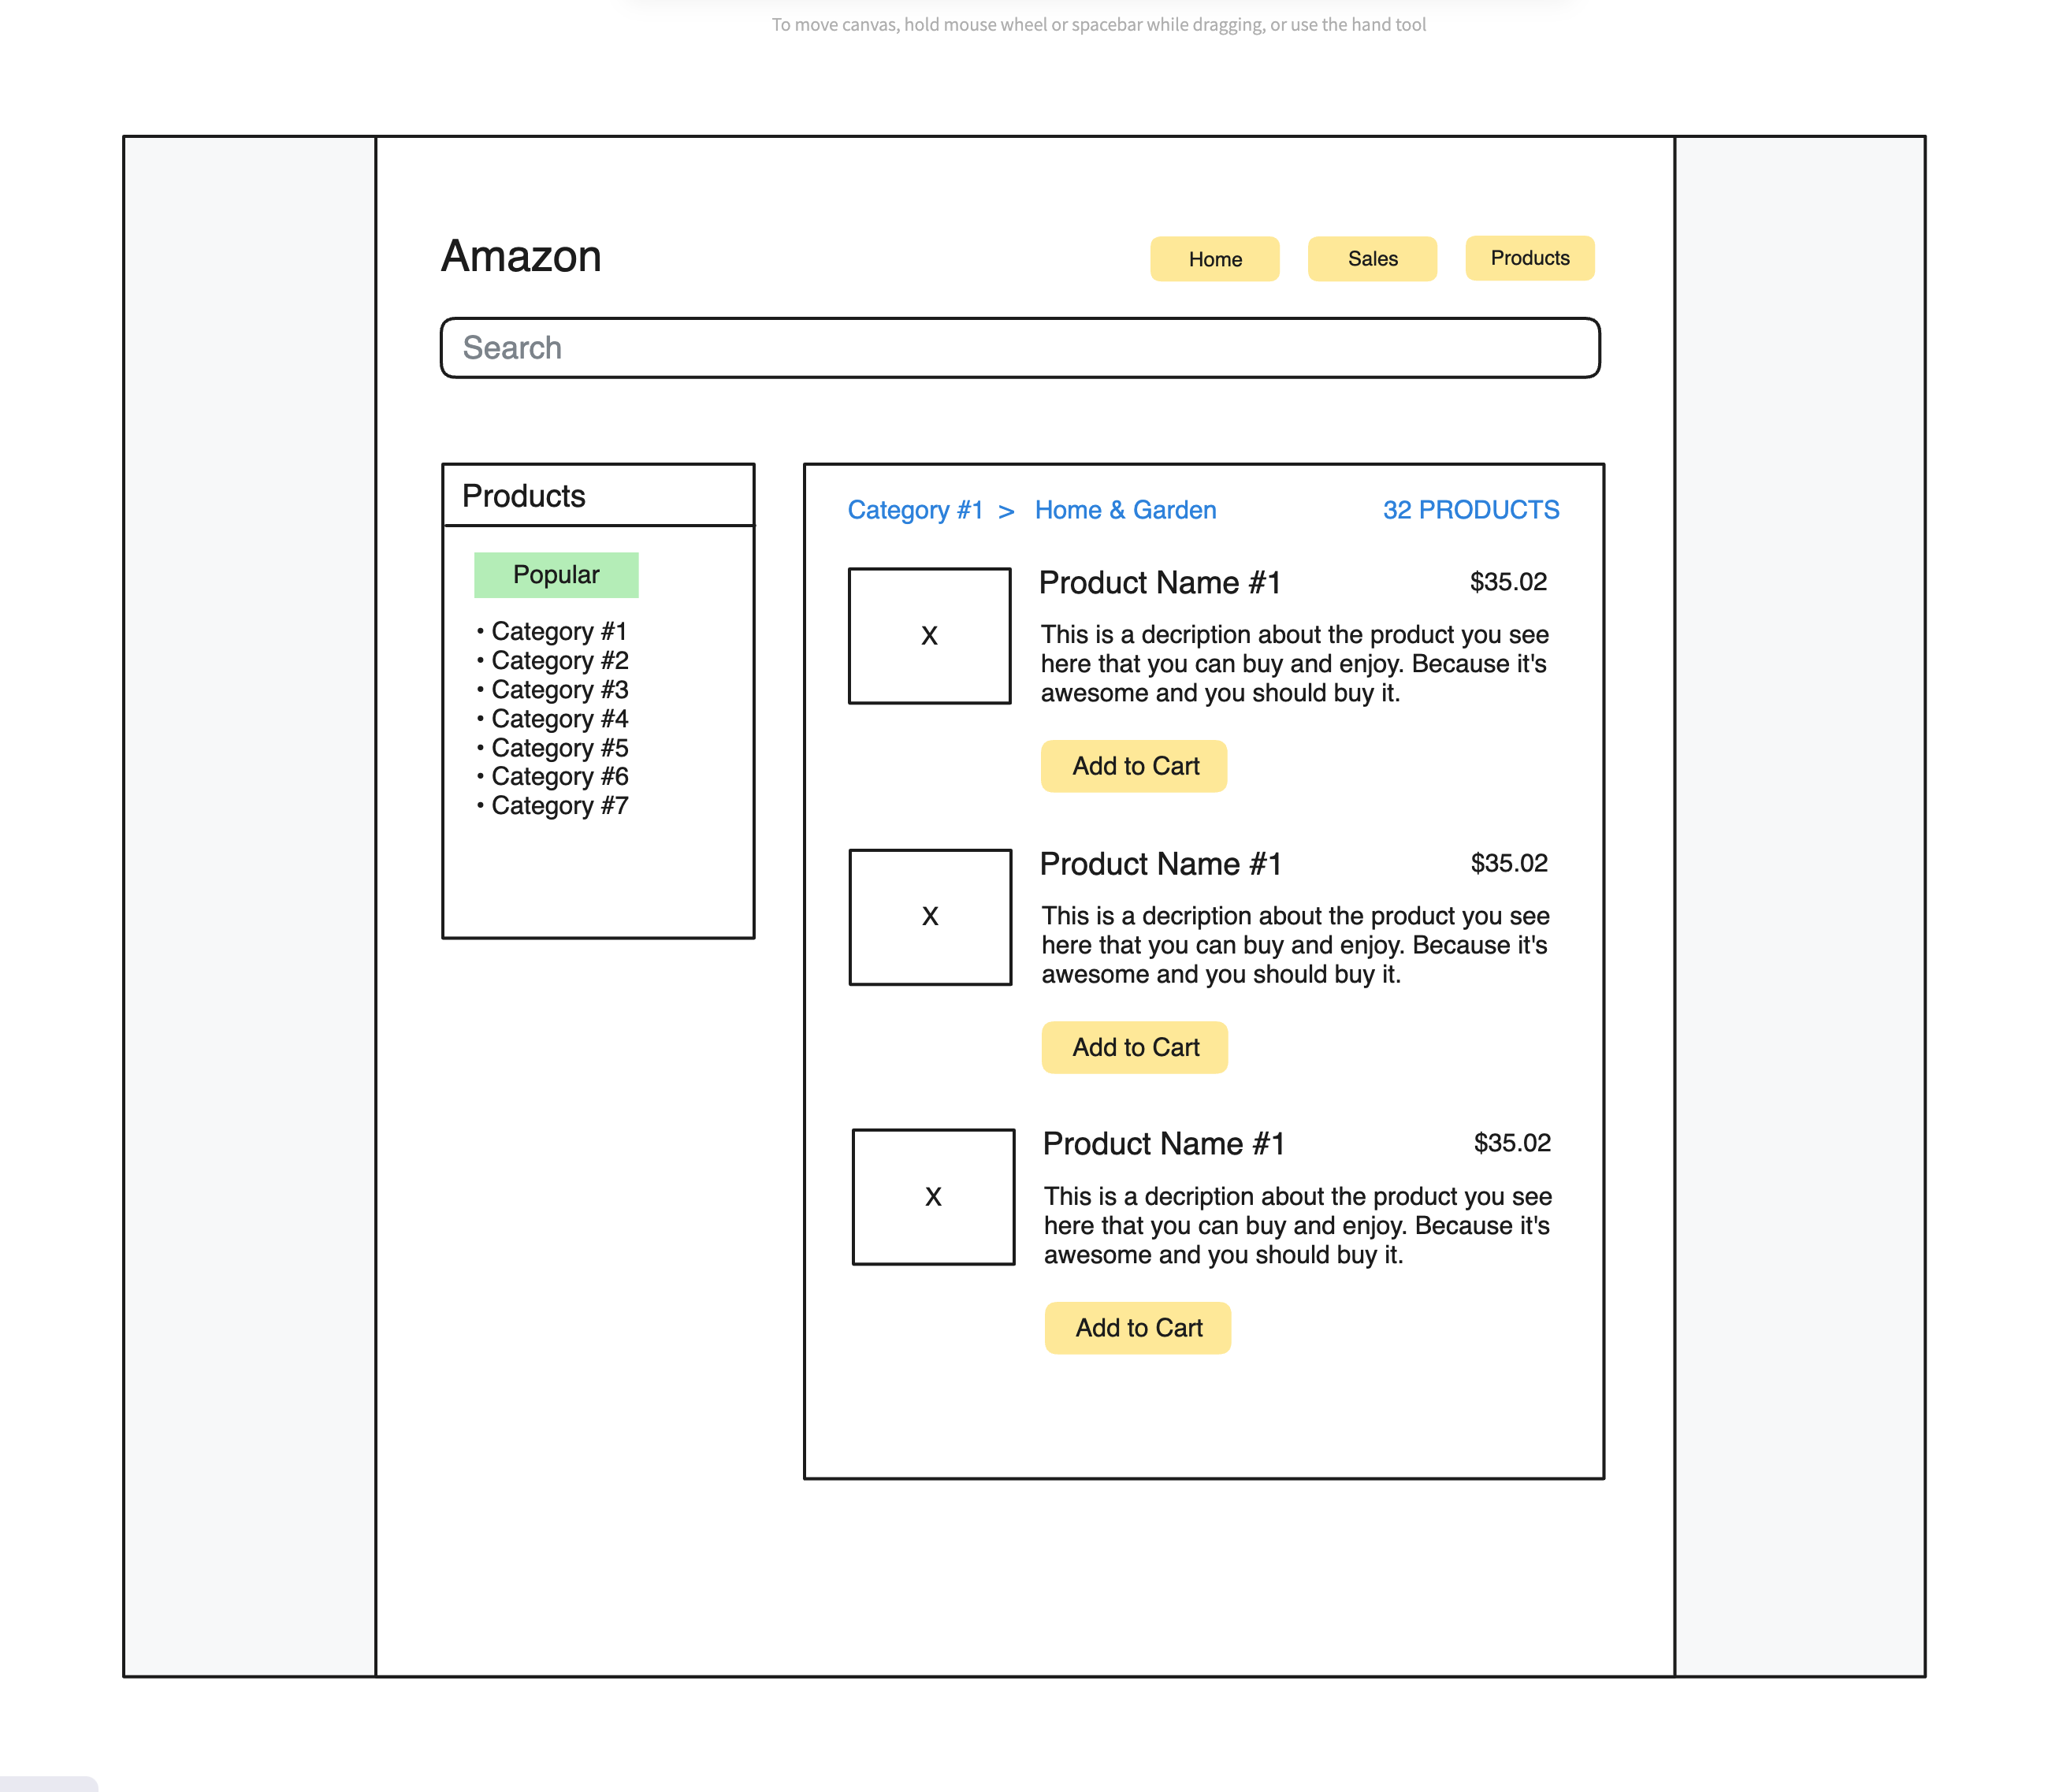 To move canvas, hold mouse wheel or spacebar while dragging, or use the hand tool
Amazon
Home
Sales
Products
Search
Products
Popular
• Category #1
• Category #2
• Category #3
• Category #4
• Category #5
• Category #6
• Category #7
Category #1 > Home & Garden
32 PRODUCTS
X
Product Name #1
$35.02
This is a decription about the product you see
here that you can buy and enjoy. Because it's
awesome and you should buy it.
Add to Cart
X
Product Name #1
$35.02
This is a decription about the product you see
here that you can buy and enjoy. Because it's
awesome and you should buy it.
Add to Cart
X
Product Name #1
$35.02
This is a decription about the product you see
here that you can buy and enjoy. Because it's
awesome and you should buy it.
Add to Cart